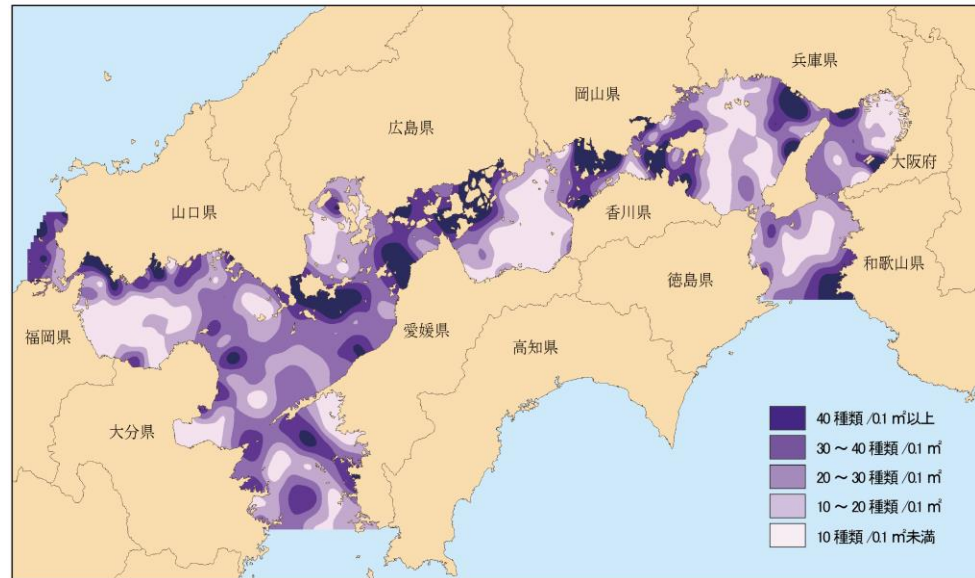 兵庫県
岡山県
広島県
大阪府
山口県
香川県
和歌山県
徳島県
福岡県
愛媛県
高知県
大分県
40 種類 /0.1 ㎡以上
30 ～ 40 種類 /0.1 ㎡
20 ～ 30 種類 /0.1 ㎡
10 ～ 20 種類 /0.1 ㎡
10 種類 /0.1 ㎡未満